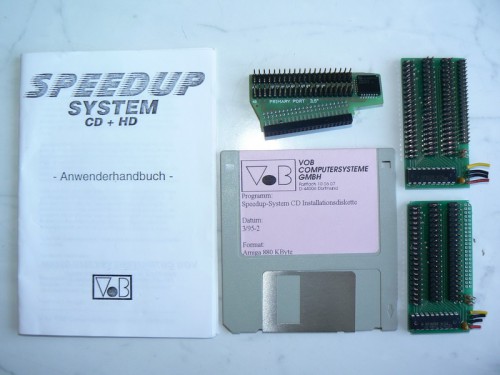 SPEEDUP
SYSTEM
CD + HD
- Anwenderhandbuch -
VOB
PRIMARY PORT 3,5"
VOB
VOB
COMPUTERSYSTEME
GMBH
Programm:
Speedup-System CD Installationsdiskette
Datum:
3/95-2
Format:
Amiga 880 KByte